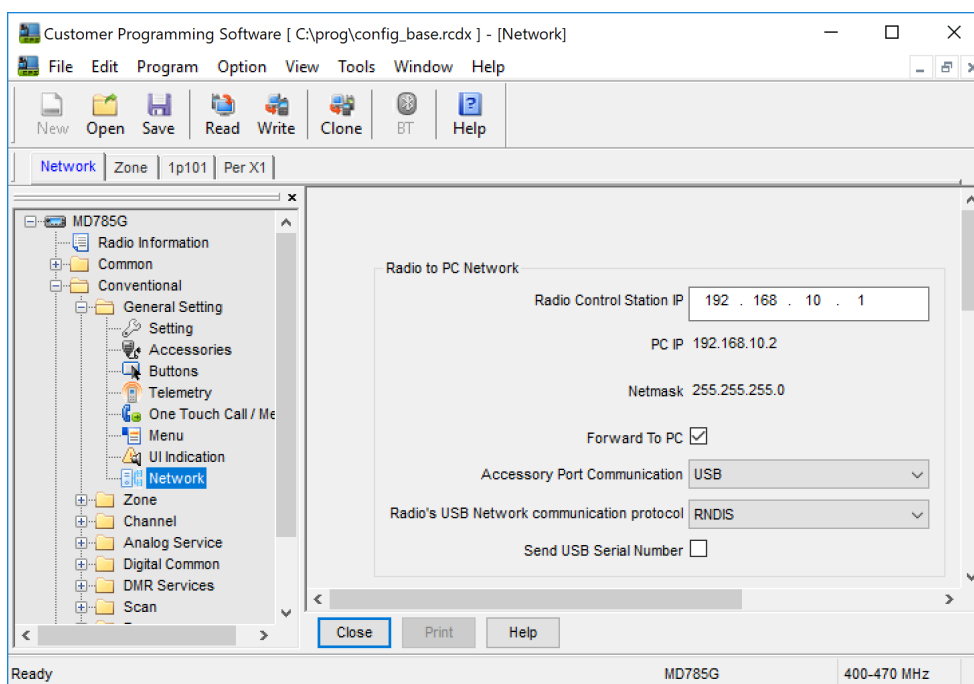 Customer Programming Software [ C:\prog\config_base.rcdx ] - [Network]
File Edit Program Option View Tools Window Help
New Open Save Read Write Clone BT Help
Network Zone 1p101 Per X1
MD785G
Radio Information
Common
Conventional
General Setting
Setting
Accessories
Buttons
Telemetry
One Touch Call / Me
Menu
UI Indication
Network
Zone
Channel
Analog Service
Digital Common
DMR Services
Scan
Radio to PC Network
Radio Control Station IP 192 . 168 . 10 . 1
PC IP 192.168.10.2
Netmask 255.255.255.0
Forward To PC
Accessory Port Communication USB
Radio's USB Network communication protocol RNDIS
Send USB Serial Number
Close Print Help
Ready MD785G 400-470 MHz